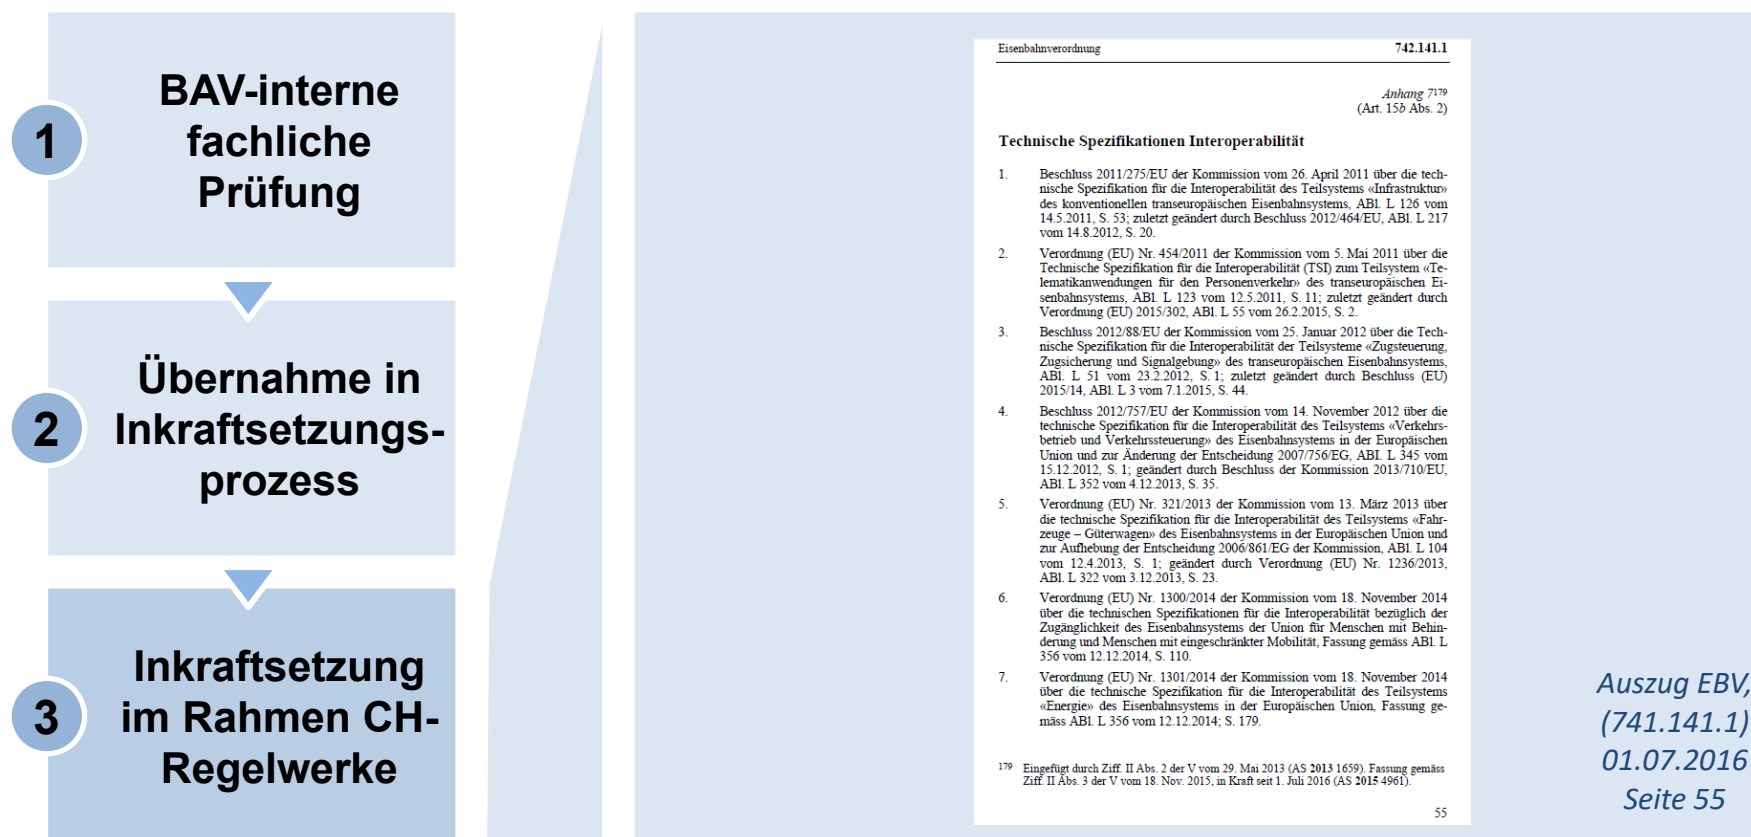 1
BAV-interne
fachliche
Prüfung
2
Übernahme in
Inkraftsetzungs-
prozess
3
Inkraftsetzung
im Rahmen CH-
Regelwerke
Eisenbahnverordnung 742.141.1
Anhang 7179
(Art. 15b Abs. 2)
Technische Spezifikationen Interoperabilität
1. Beschluss 2011/275/EU der Kommission vom 26. April 2011 über die tech-
nische Spezifikation für die Interoperabilität des Teilsystems «Infrastruktur»
des konventionellen transeuropäischen Eisenbahnsystems, ABl. L 126 vom
14.5.2011, S. 53; zuletzt geändert durch Beschluss 2012/464/EU, ABl. L 217
vom 14.8.2012, S. 20.
2. Verordnung (EU) Nr. 454/2011 der Kommission vom 5. Mai 2011 über die
Technische Spezifikation für die Interoperabilität (TSI) zum Teilsystem «Te-
lematikanwendungen für den Personenverkehr» des transeuropäischen Ei-
senbahnsystems, ABl. L 123 vom 12.5.2011, S. 11; zuletzt geändert durch
Verordnung (EU) 2015/302, ABl. L 55 vom 26.2.2015, S. 2.
3. Beschluss 2012/88/EU der Kommission vom 25. Januar 2012 über die Tech-
nische Spezifikation für die Interoperabilität der Teilsysteme «Zugsteuerung,
Zugsicherung und Signalgebung» des transeuropäischen Eisenbahnsystems,
ABl. L 51 vom 23.2.2012, S. 1; zuletzt geändert durch Beschluss (EU)
2015/14, ABl. L 3 vom 7.1.2015, S. 44.
4. Beschluss 2012/757/EU der Kommission vom 14. November 2012 über die
technische Spezifikation für die Interoperabilität des Teilsystems «Verkehrs-
betrieb und Verkehrssteuerung» des Eisenbahnsystems in der Europäischen
Union und zur Änderung der Entscheidung 2007/756/EG, ABI. L 345 vom
15.12.2012, S. 1; geändert durch Beschluss der Kommission 2013/710/EU,
ABl. L 352 vom 4.12.2013, S. 35.
5. Verordnung (EU) Nr. 321/2013 der Kommission vom 13. März 2013 über
die technische Spezifikation für die Interoperabilität des Teilsystems «Fahr-
zeuge – Güterwagen» des Eisenbahnsystems in der Europäischen Union und
zur Aufhebung der Entscheidung 2006/861/EG der Kommission, ABl. L 104
vom 12.4.2013, S. 1; geändert durch Verordnung (EU) Nr. 1236/2013,
ABl. L 322 vom 3.12.2013, S. 23.
6. Verordnung (EU) Nr. 1300/2014 der Kommission vom 18. November 2014
über die technischen Spezifikationen für die Interoperabilität bezüglich der
Zugänglichkeit des Eisenbahnsystems der Union für Menschen mit Behin-
derung und Menschen mit eingeschränkter Mobilität, Fassung gemäss ABl. L
356 vom 12.12.2014, S. 110.
7. Verordnung (EU) Nr. 1301/2014 der Kommission vom 18. November 2014
über die technische Spezifikation für die Interoperabilität des Teilsystems
«Energie» des Eisenbahnsystems in der Europäischen Union, Fassung ge-
mäss ABl. L 356 vom 12.12.2014; S. 179.
179 Eingefügt durch Ziff. II Abs. 2 der V vom 29. Mai 2013 (AS 2013 1659). Fassung gemäss
Ziff. II Abs. 3 der V vom 18. Nov. 2015, in Kraft seit 1. Juli 2016 (AS 2015 4961).
55
Auszug EBV,
(741.141.1)
01.07.2016
Seite 55